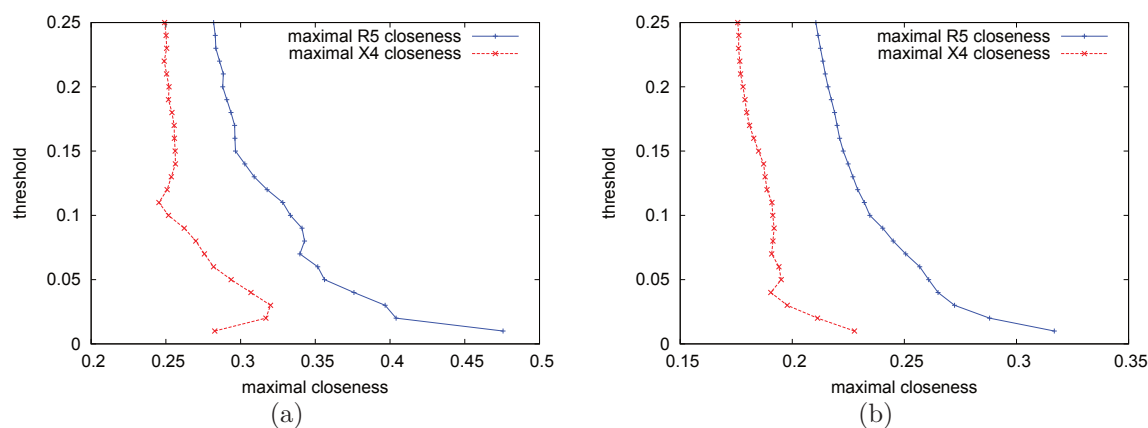 0.25
0.2
0.15
0.1
0.05
0
threshold
maximal R5 closeness
maximal X4 closeness
0.2 0.25 0.3 0.35 0.4 0.45 0.5
maximal closeness
(a)
0.25
0.2
0.15
0.1
0.05
0
threshold
maximal R5 closeness
maximal X4 closeness
0.15 0.2 0.25 0.3 0.35
maximal closeness
(b)